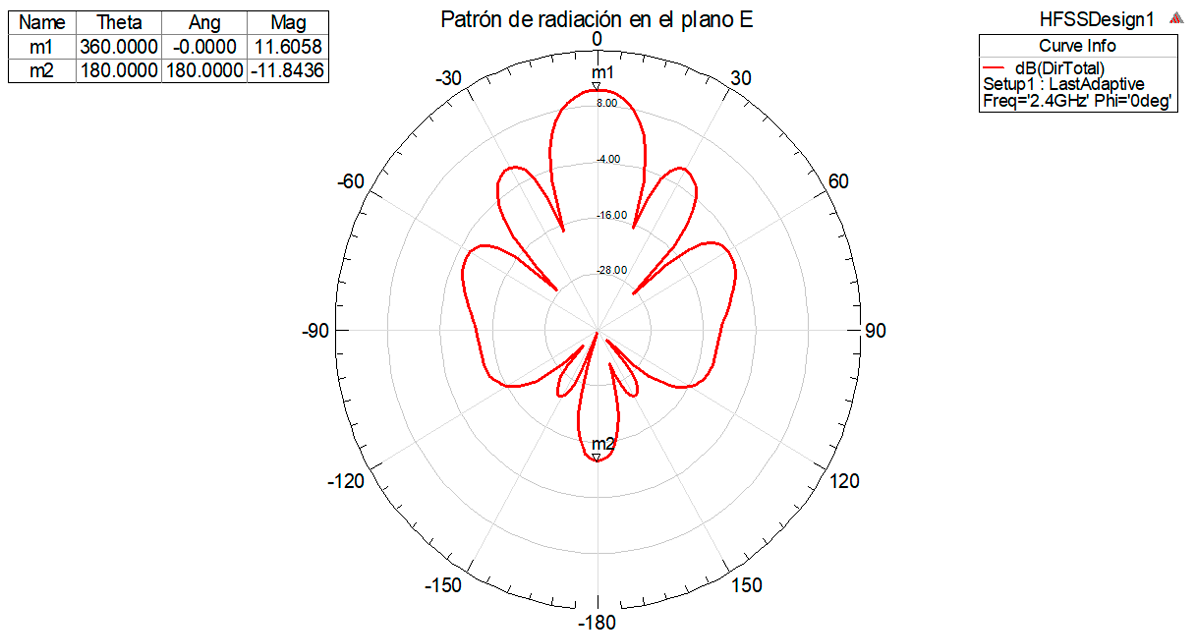 Patrón de radiación en el plano E
Name Theta Ang Mag
m1 360.0000 -0.0000 11.6058
m2 180.0000 180.0000 -11.8436
HFSSDesign1
Curve Info
dB(DirTotal)
Setup1 : LastAdaptive
Freq='2.4GHz' Phi='0deg'
0
-30
30
m1
8.00
-60
-4.00
60
-16.00
-28.00
-90
90
m2
-120
120
-150
150
-180